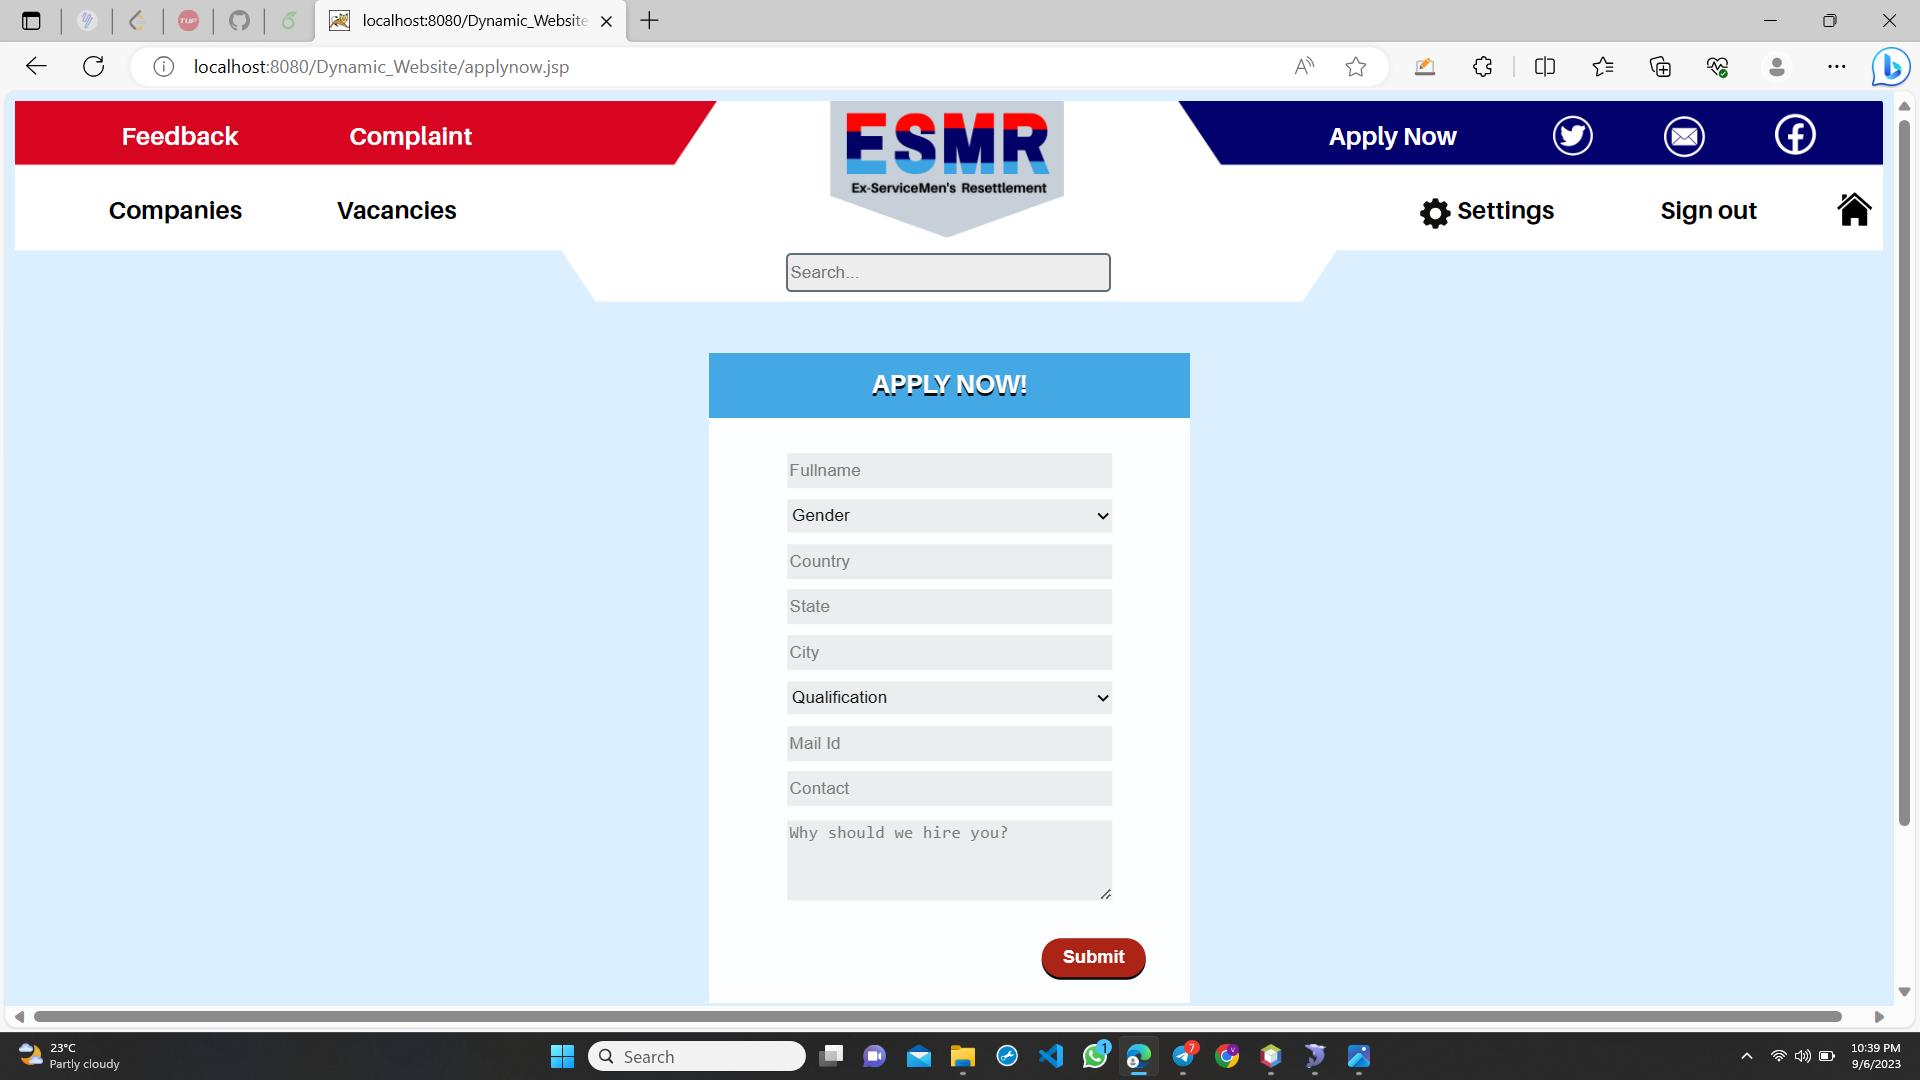 localhost:8080/Dynamic_Website
localhost:8080/Dynamic_Website/applynow.jsp
Feedback
Complaint
ESMR
Ex-ServiceMen's Resettlement
Apply Now
Companies
Vacancies
Settings
Sign out
Search...
APPLY NOW!
Fullname
Gender
Country
State
City
Qualification
Mail Id
Contact
Why should we hire you?
Submit
23°C
Partly cloudy
Search
1
7
10:39 PM
9/6/2023